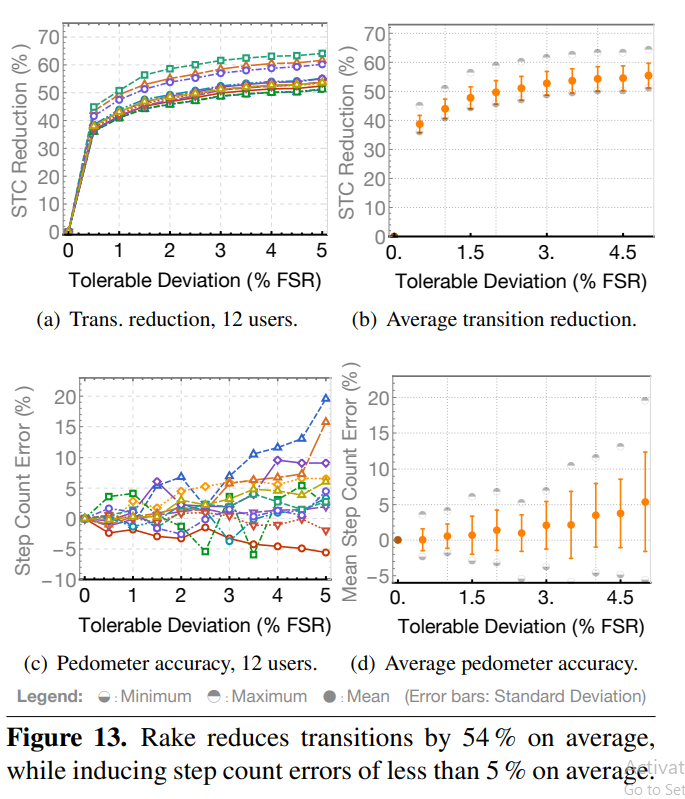 STC Reduction (%)
70
60
50
40
30
20
10
0
0 1 2 3 4 5
Tolerable Deviation (% FSR)
(a) Trans. reduction, 12 users.
STC Reduction (%)
70
60
50
40
30
20
10
0
0. 1.5 3. 4.5
Tolerable Deviation (% FSR)
(b) Average transition reduction.
Step Count Error (%)
20
15
10
5
0
−5
−10
0 1 2 3 4 5
Tolerable Deviation (% FSR)
(c) Pedometer accuracy, 12 users.
Mean Step Count Error (%)
20
15
10
5
0
−5
0. 1.5 3. 4.5
Tolerable Deviation (% FSR)
(d) Average pedometer accuracy.
Legend: : Minimum : Maximum : Mean (Error bars: Standard Deviation)
Figure 13. Rake reduces transitions by 54 % on average,
while inducing step count errors of less than 5 % on average.
Activat
Go to Set